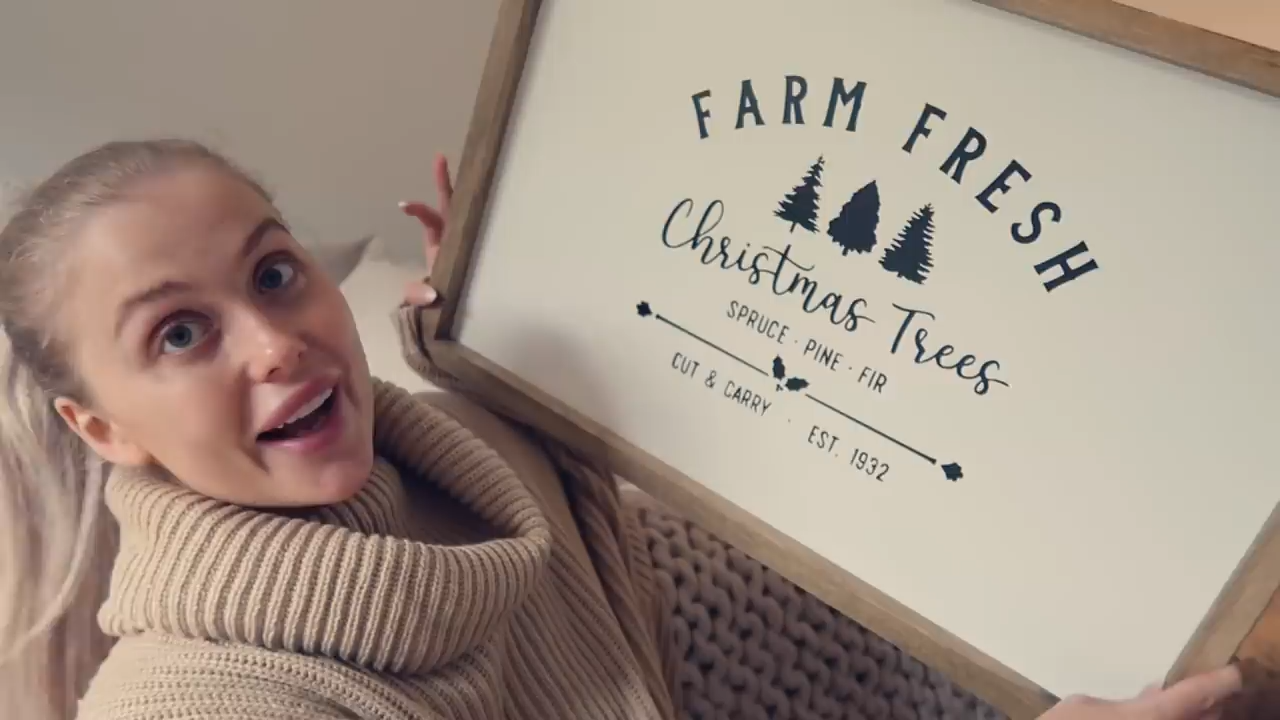 FARM FRESH
Christmas Trees
SPRUCE · PINE · FIR
CUT & CARRY · EST. 1932